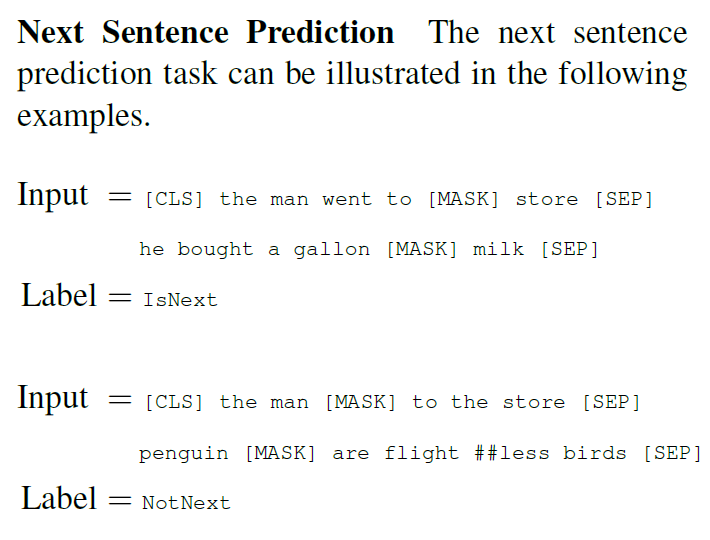 Next Sentence Prediction The next sentence
prediction task can be illustrated in the following
examples.
Input = [CLS] the man went to [MASK] store [SEP]
he bought a gallon [MASK] milk [SEP]
Label = IsNext
Input = [CLS] the man [MASK] to the store [SEP]
penguin [MASK] are flight ##less birds [SEP]
Label = NotNext